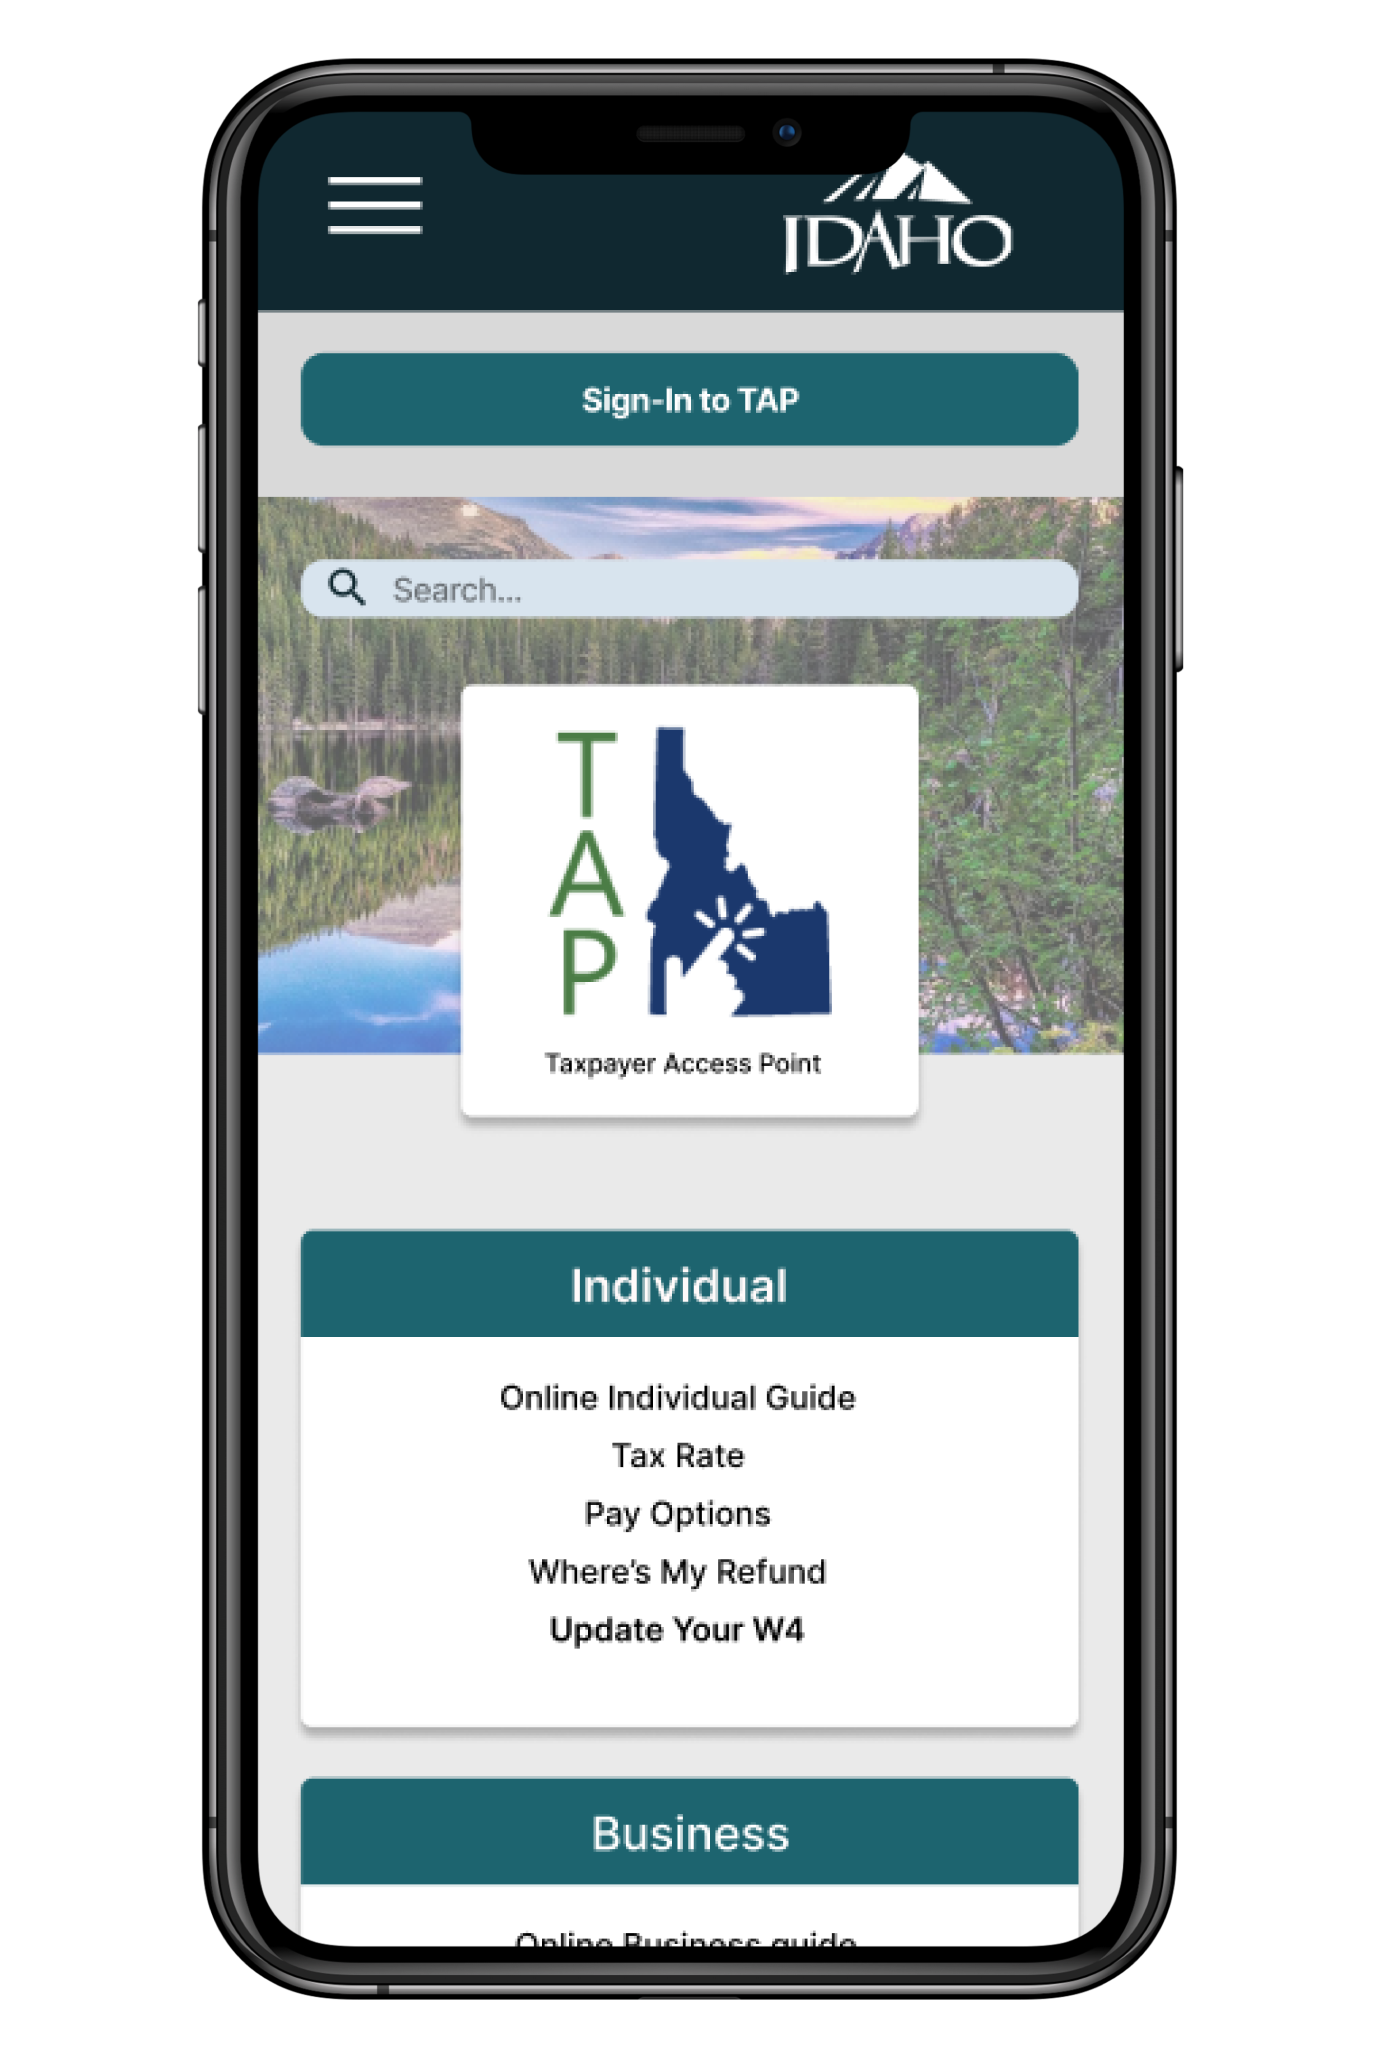 IDAHO
Sign-In to TAP
Search...
T
A
P
Taxpayer Access Point
Individual
Online Individual Guide
Tax Rate
Pay Options
Where's My Refund
Update Your W4
Business
Online Business guide